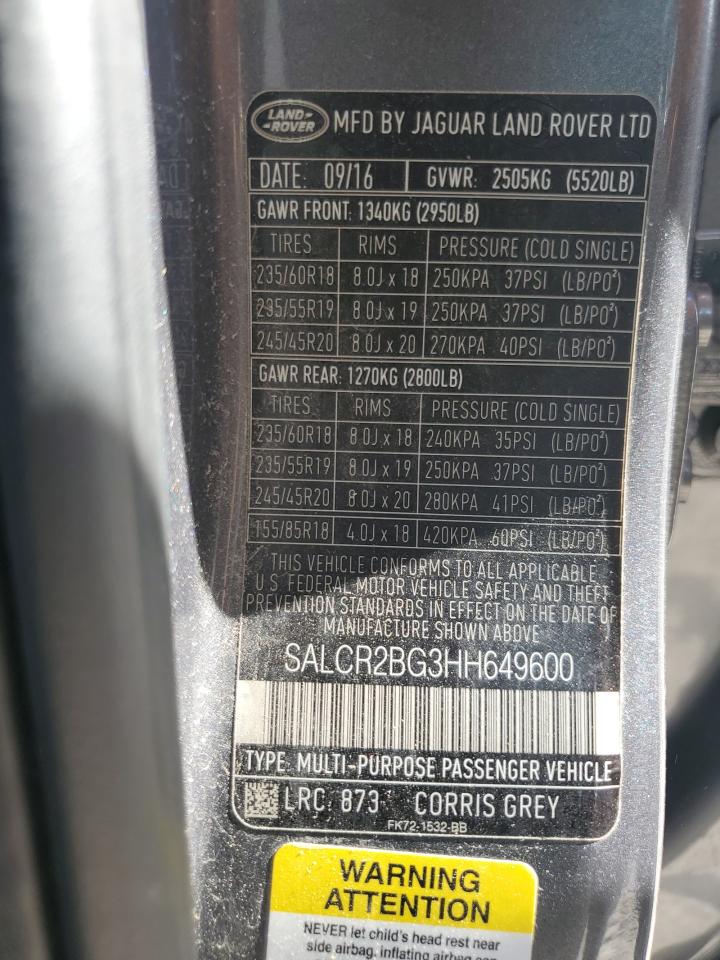 LAND ROVER MFD BY JAGUAR LAND ROVER LTD
DATE: 09/16 GVWR: 2505KG (5520LB)
GAWR FRONT: 1340KG (2950LB)
TIRES RIMS PRESSURE (COLD SINGLE)
235/60R18 8.0J x 18 250KPA 37PSI (LB/PO²)
235/55R19 8.0J x 19 250KPA 37PSI (LB/PO²)
245/45R20 8.0J x 20 270KPA 40PSI (LB/PO²)
GAWR REAR: 1270KG (2800LB)
TIRES RIMS PRESSURE (COLD SINGLE)
235/60R18 8.0J x 18 240KPA 35PSI (LB/PO²)
235/55R19 8.0J x 19 250KPA 37PSI (LB/PO²)
245/45R20 8.0J x 20 280KPA 41PSI (LB/PO²)
155/85R18 4.0J x 18 420KPA 60PSI (LB/PO²)
THIS VEHICLE CONFORMS TO ALL APPLICABLE
U.S. FEDERAL MOTOR VEHICLE SAFETY AND THEFT
PREVENTION STANDARDS IN EFFECT ON THE DATE OF
MANUFACTURE SHOWN ABOVE
SALCR2BG3HH649600
TYPE: MULTI-PURPOSE PASSENGER VEHICLE
LRC: 873 CORRIS GREY
FK72-1532-BB
WARNING
ATTENTION
NEVER let child's head rest near
side airbag, inflating airbag can